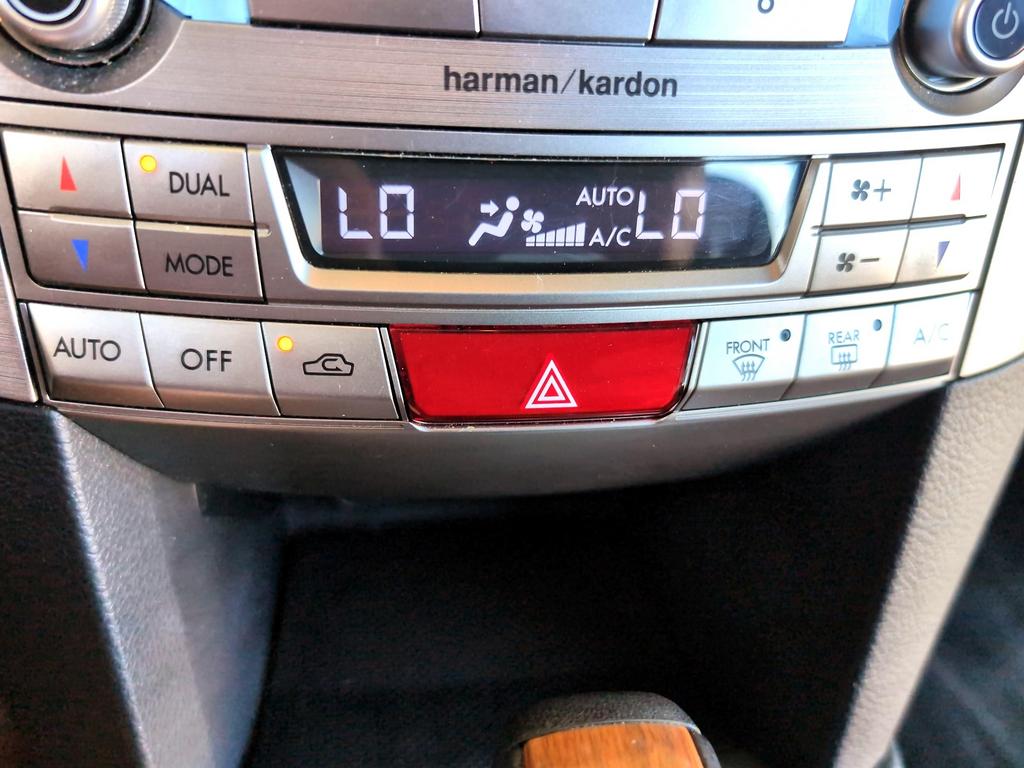 harman/kardon
DUAL
LO AUTO LO
A/C
MODE
AUTO
OFF
FRONT
REAR
A/C